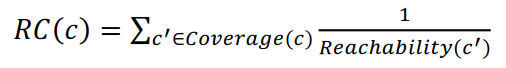 RC(c) = ∑c′∈Coverage(c) 1/Reachability(c′)